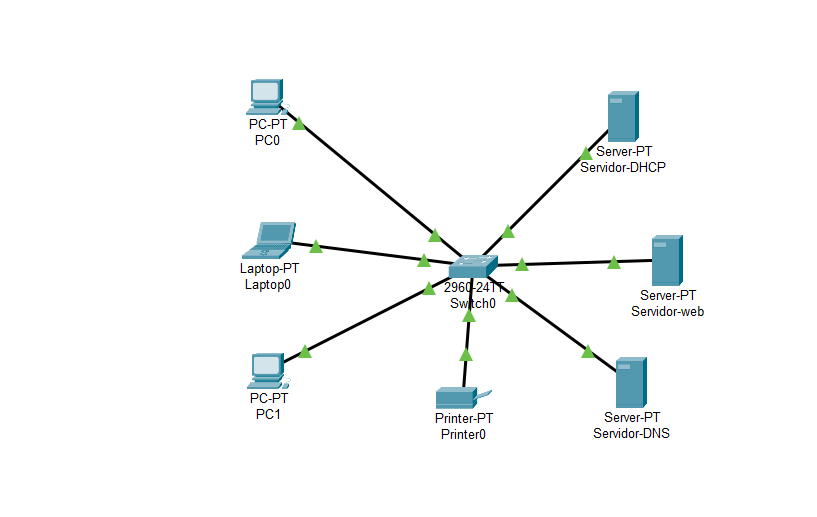 PC-PT
PC0
Server-PT
Servidor-DHCP
Laptop-PT
Laptop0
2960-24TT
Switch0
Server-PT
Servidor-web
PC-PT
PC1
Printer-PT
Printer0
Server-PT
Servidor-DNS